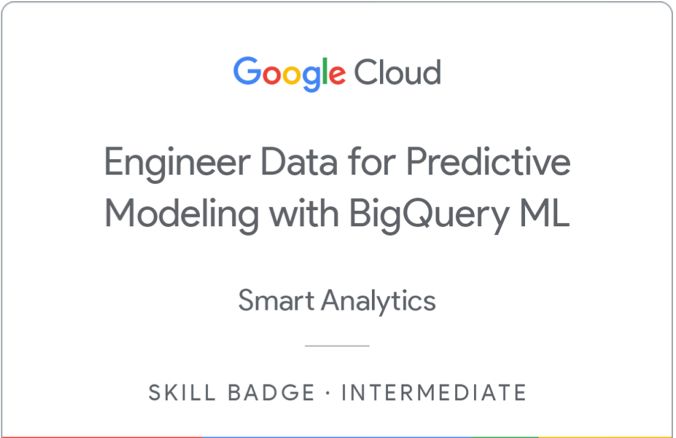 Google Cloud
Engineer Data for Predictive
Modeling with BigQuery ML
Smart Analytics
SKILL BADGE · INTERMEDIATE